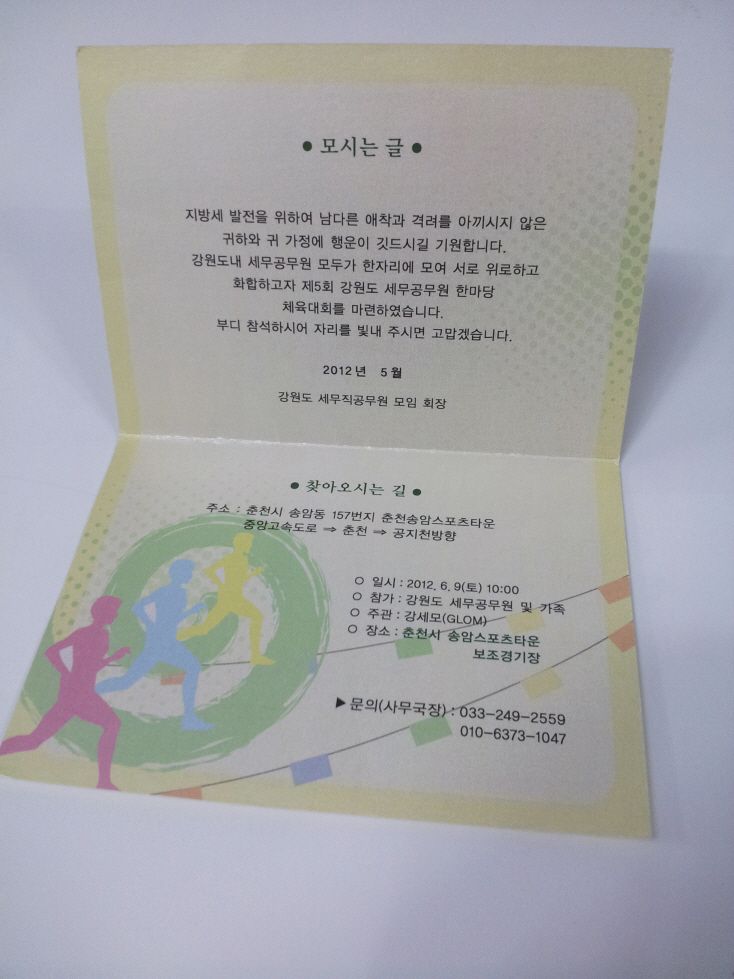 ● 모시는 글 ●
지방세 발전을 위하여 남다른 애착과 격려를 아끼시지 않은
귀하와 귀 가정에 행운이 깃드시길 기원합니다.
강원도내 세무공무원 모두가 한자리에 모여 서로 위로하고
화합하고자 제5회 강원도 세무공무원 한마당
체육대회를 마련하였습니다.
부디 참석하시어 자리를 빛내 주시면 고맙겠습니다.
2012년 5월
강원도 세무직공무원 모임 회장
● 찾아오시는 길 ●
주소 : 춘천시 송암동 157번지 춘천송암스포츠타운
중앙고속도로 ⇒ 춘천 ⇒ 공지천방향
○ 일시 : 2012. 6. 9(토) 10:00
○ 참가 : 강원도 세무공무원 및 가족
○ 주관 : 강세모(GLOM)
○ 장소 : 춘천시 송암스포츠타운
보조경기장
▶문의(사무국장) : 033-249-2559
010-6373-1047